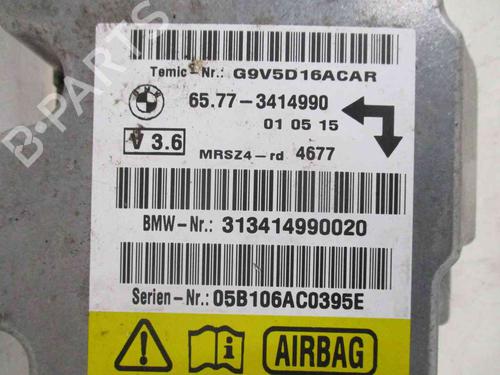 B-PARTS
Temic-Nr.: G9V5D16ACAR
BMW
65.77-3414990
01 05 15
V 3.6
MRSZ4-rd 4677
BMW-Nr.: 313414990020
Serien-Nr.: 05B106AC0395E
i
AIRBAG